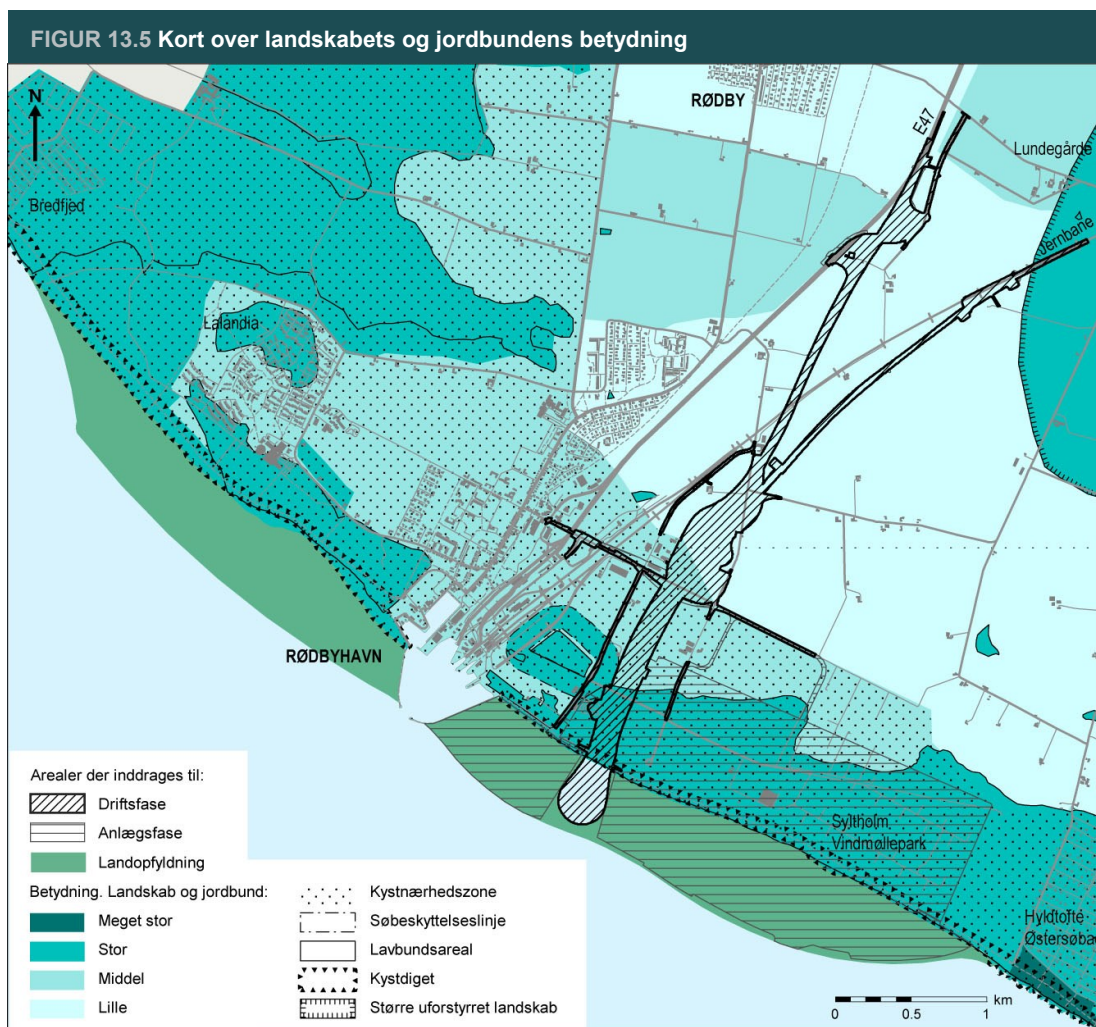 FIGUR 13.5 Kort over landskabets og jordbundens betydning
N
RØDBY
E47
Lundegårde
Bredfjed
Jernbane
Lalandia
RØDBYHAVN
Syltholm
Vindmøllepark
Hyldtofte
Østersøba
Arealer der inddrages til:
Driftsfase
Anlægsfase
Landopfyldning
Betydning. Landskab og jordbund:
Meget stor
Stor
Middel
Lille
Kystnærhedszone
Søbeskyttelseslinje
Lavbundsareal
Kystdiget
Større uforstyrret landskab
0 0.5 1 km